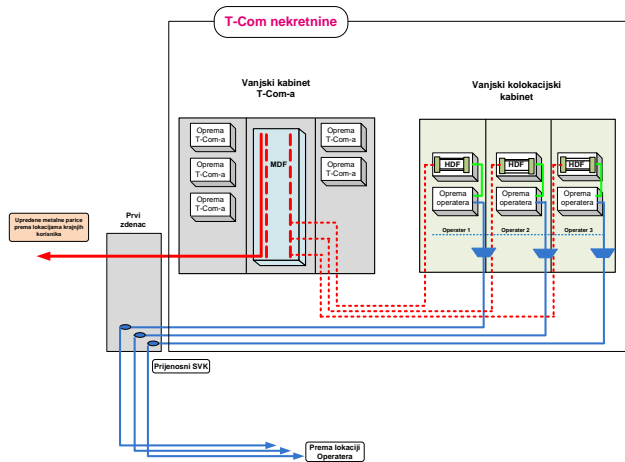 T-Com nekretnine
Vanjski kabinet
T-Com-a
Vanjski kolokacijski
kabinet
Oprema
T-Com-a
Oprema
T-Com-a
Oprema
T-Com-a
MDF
Oprema
T-Com-a
Oprema
T-Com-a
HDF
HDF
HDF
Oprema
operatera
Oprema
operatera
Oprema
operatera
Operater 1
Operater 2
Operater 3
Upredene metalne parice
prema lokacijama krajnjih
korisnika
Prvi
zdenac
Prijenosni SVK
Prema lokaciji
Operatera